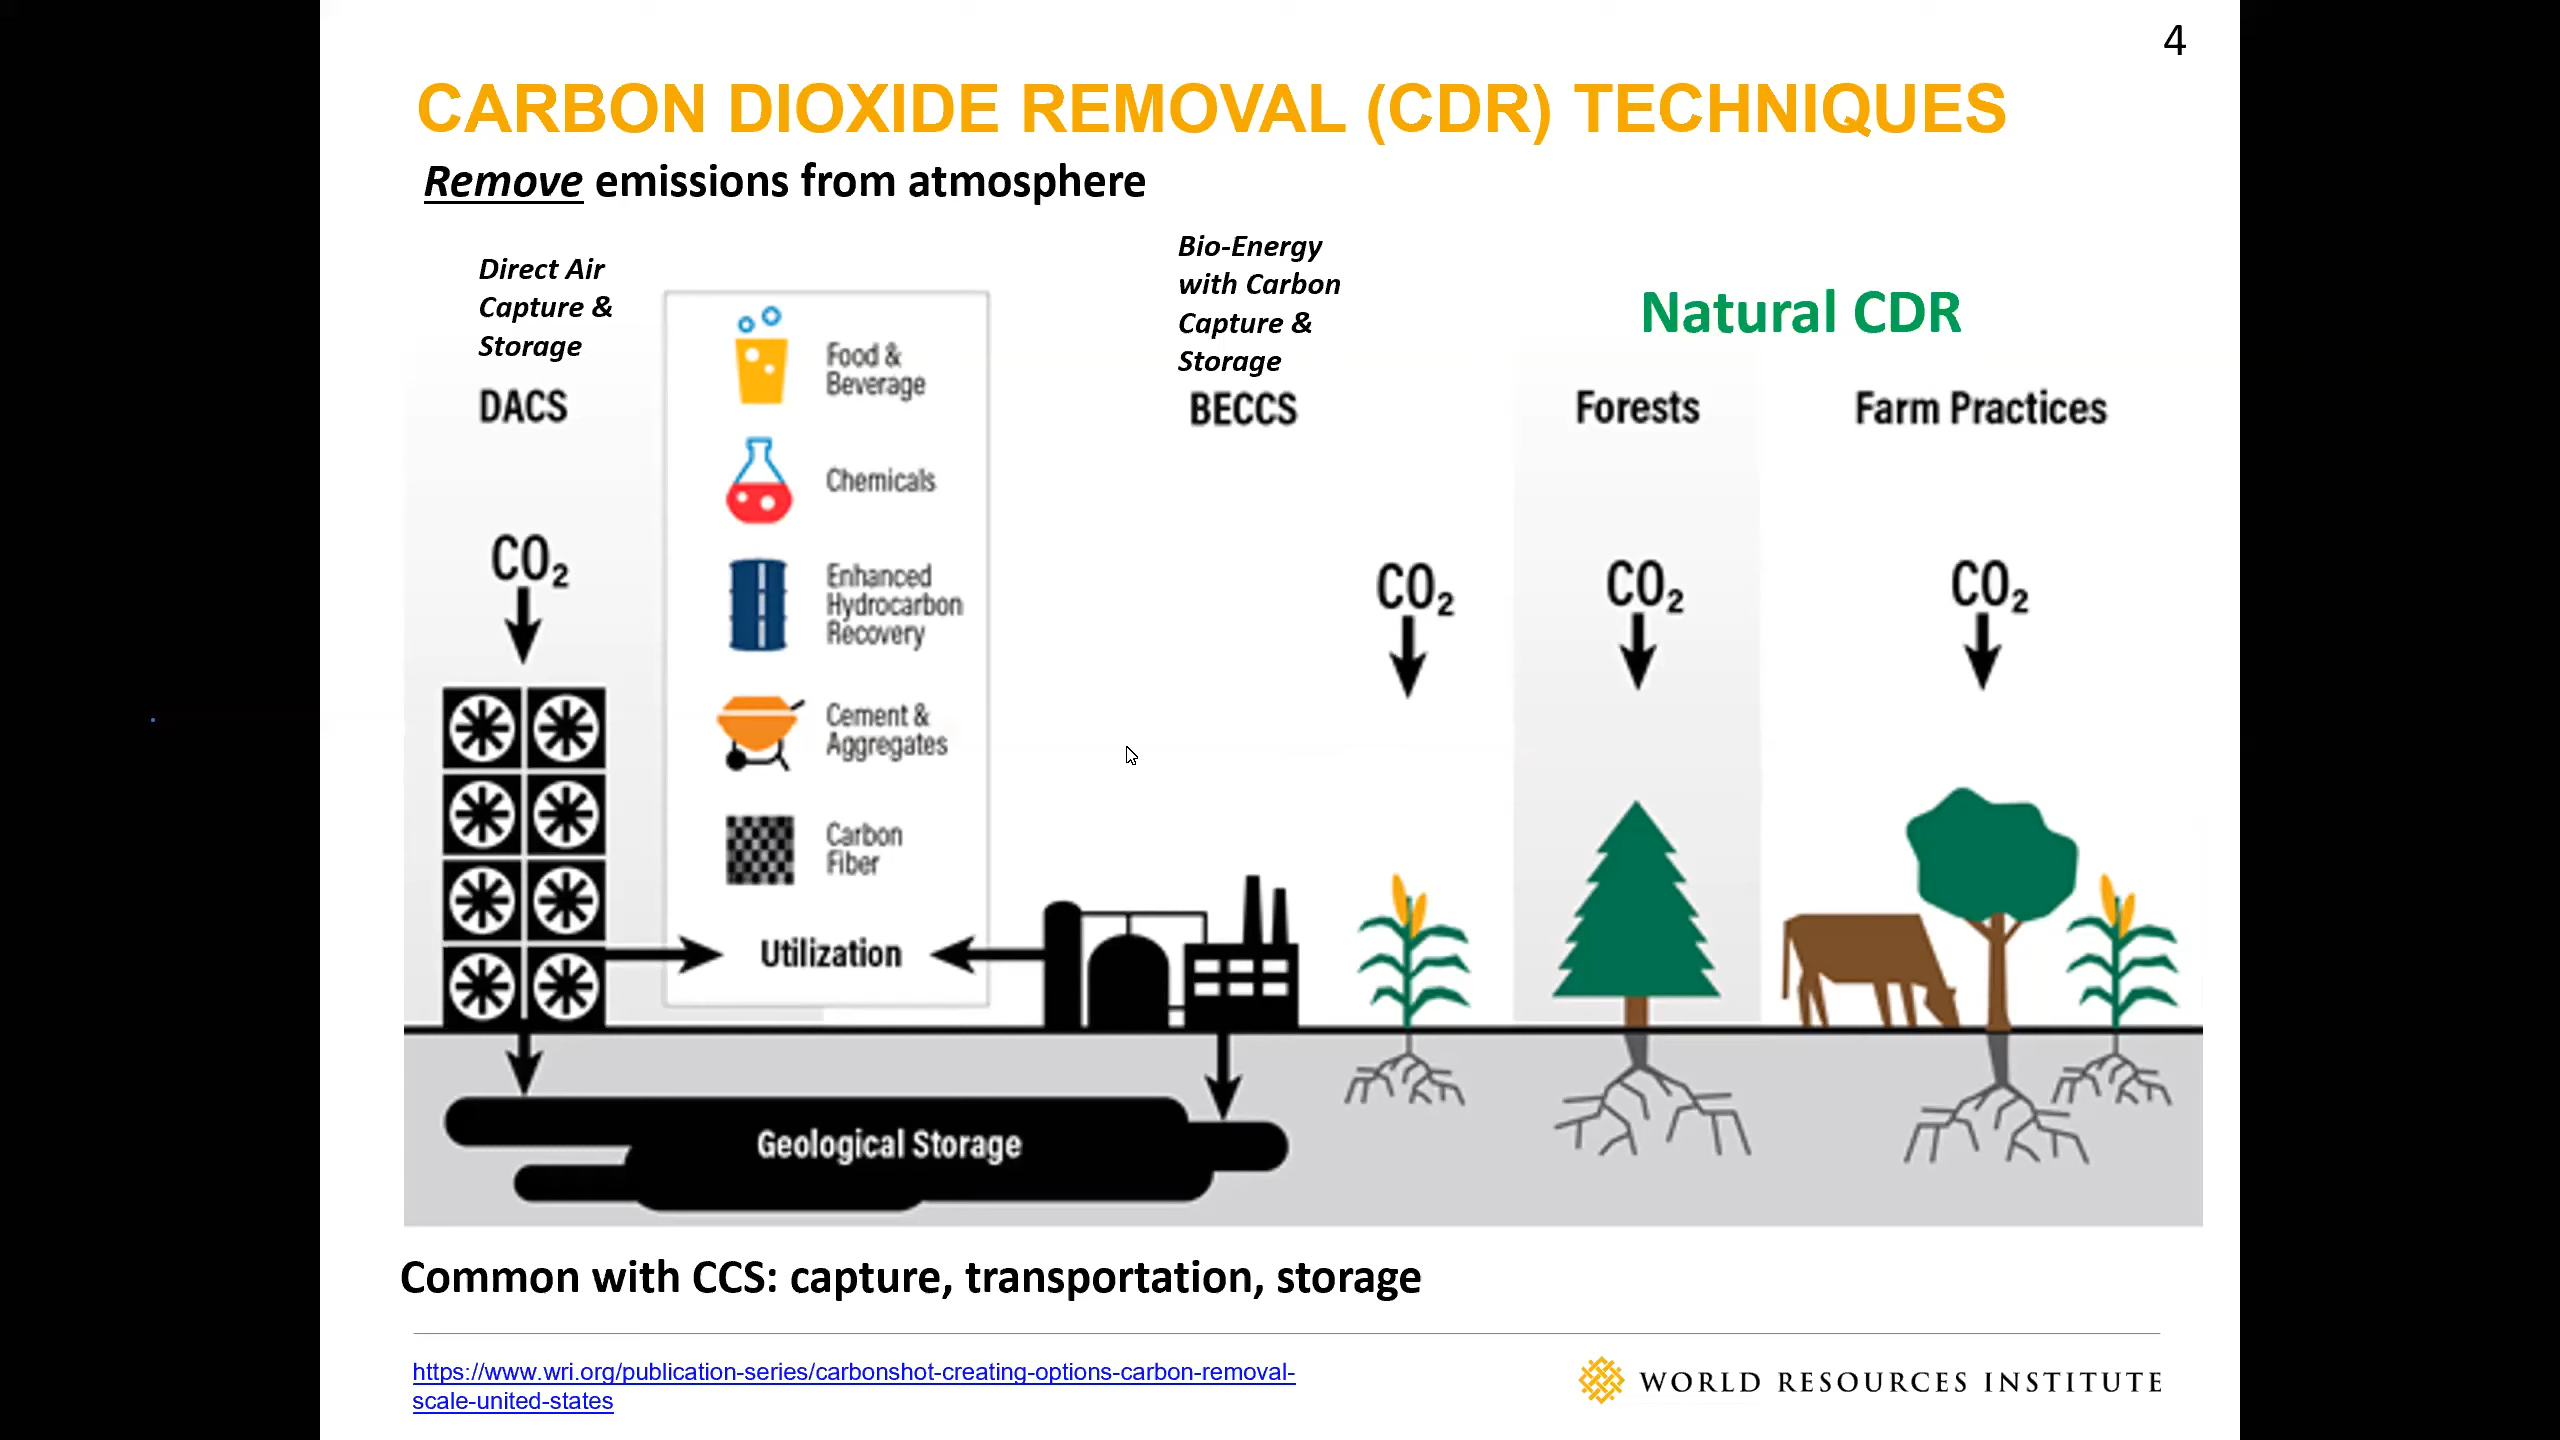 4
CARBON DIOXIDE REMOVAL (CDR) TECHNIQUES
Remove emissions from atmosphere
Direct Air
Capture &
Storage
DACS
CO₂
Food &
Beverage
Chemicals
Enhanced
Hydrocarbon
Recovery
Cement &
Aggregates
Carbon
Fiber
Utilization
Bio-Energy
with Carbon
Capture &
Storage
BECCS
CO₂
Natural CDR
Forests
CO₂
Farm Practices
CO₂
Geological Storage
Common with CCS: capture, transportation, storage
https://www.wri.org/publication-series/carbonshot-creating-options-carbon-removal-
scale-united-states
WORLD RESOURCES INSTITUTE